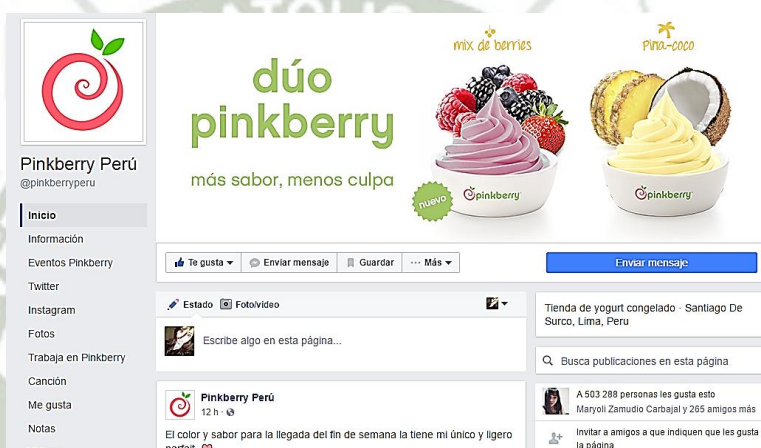 mix de berries
Piña-coco
dúo
pinkberry
más sabor, menos culpa
nuevo
pinkberry
pinkberry
Pinkberry Perú
@pinkberryperu
Inicio
Información
Eventos Pinkberry
Twitter
Instagram
Fotos
Trabaja en Pinkberry
Canción
Me gusta
Notas
Te gusta
Enviar mensaje
Guardar
Más
Enviar mensaje
Estado Foto/video
Escribe algo en esta página...
Pinkberry Perú
12 h
El color y sabor para la llegada del fin de semana la tiene mi único y ligero
Tienda de yogurt congelado · Santiago De
Surco, Lima, Peru
Busca publicaciones en esta página
A 503 288 personas les gusta esto
Maryoli Zamudio Carbajal y 265 amigos más
Invitar a amigos a que indiquen que les gusta
la página